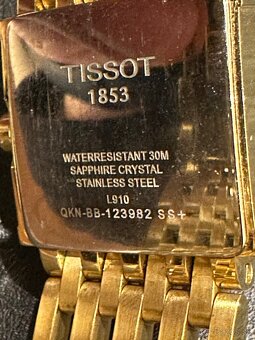 TISSOT
1853
WATERRESISTANT 30M
SAPPHIRE CRYSTAL
STAINLESS STEEL
L910
QKN-BB-123982 SS+